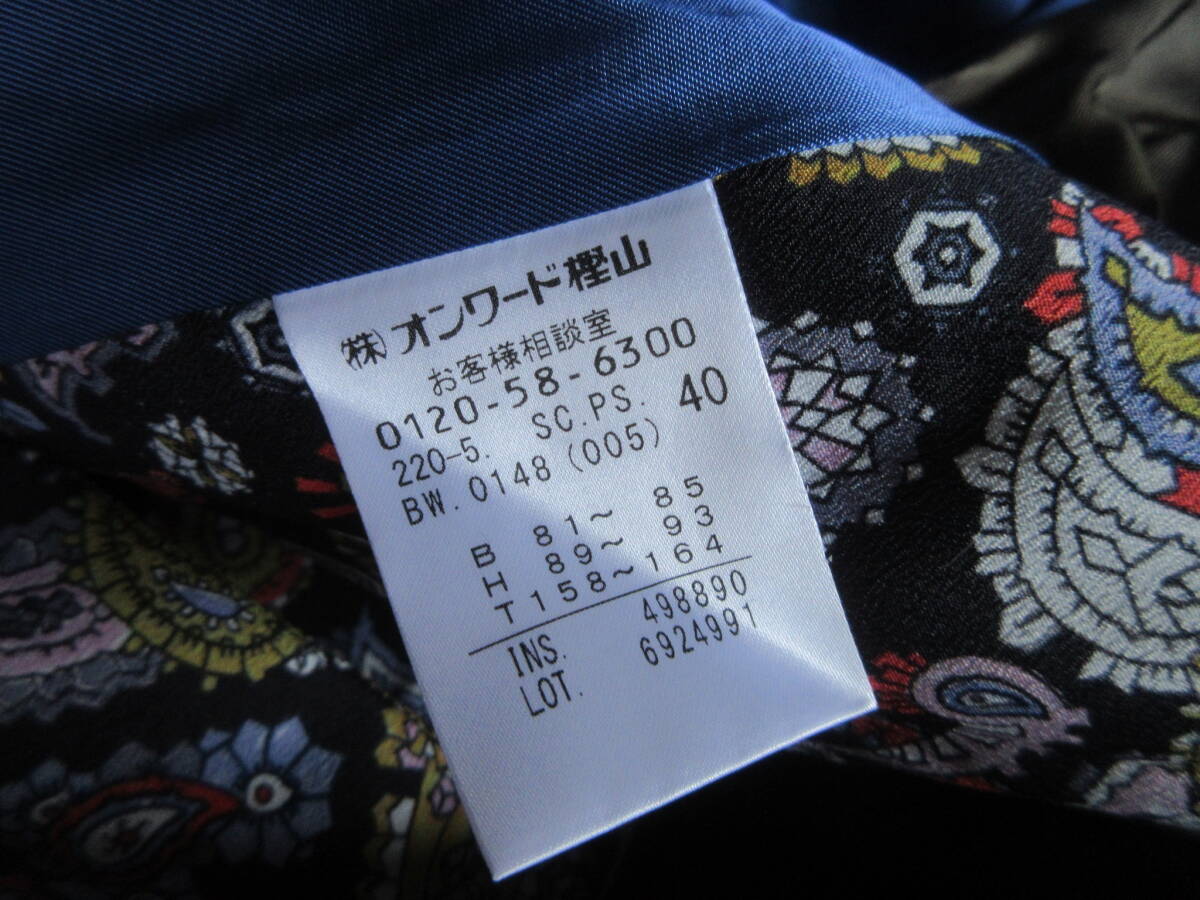 ㈱オンワード樫山
お客様相談室
0120-58-6300
220-5. SC.PS. 40
BW.0148 (005)
B 81～ 85
H 89～ 93
T 158～164
INS. 498890
LOT. 6924991